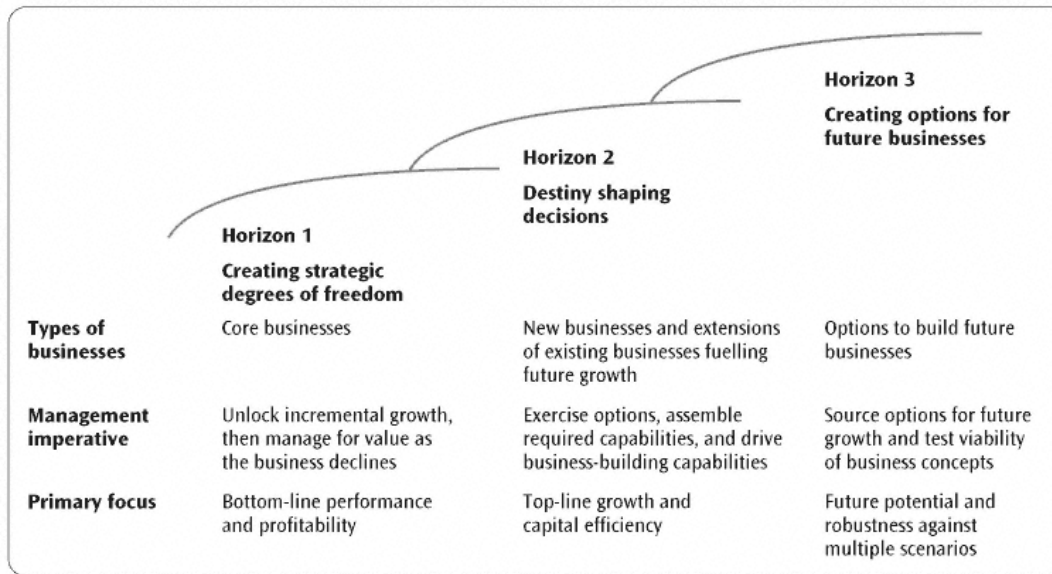 Horizon 3
Creating options for
future businesses
Horizon 2
Destiny shaping
decisions
Horizon 1
Creating strategic
degrees of freedom
Types of
businesses
Core businesses
New businesses and extensions
of existing businesses fuelling
future growth
Options to build future
businesses
Management
imperative
Unlock incremental growth,
then manage for value as
the business declines
Exercise options, assemble
required capabilities, and drive
business-building capabilities
Source options for future
growth and test viability
of business concepts
Primary focus
Bottom-line performance
and profitability
Top-line growth and
capital efficiency
Future potential and
robustness against
multiple scenarios